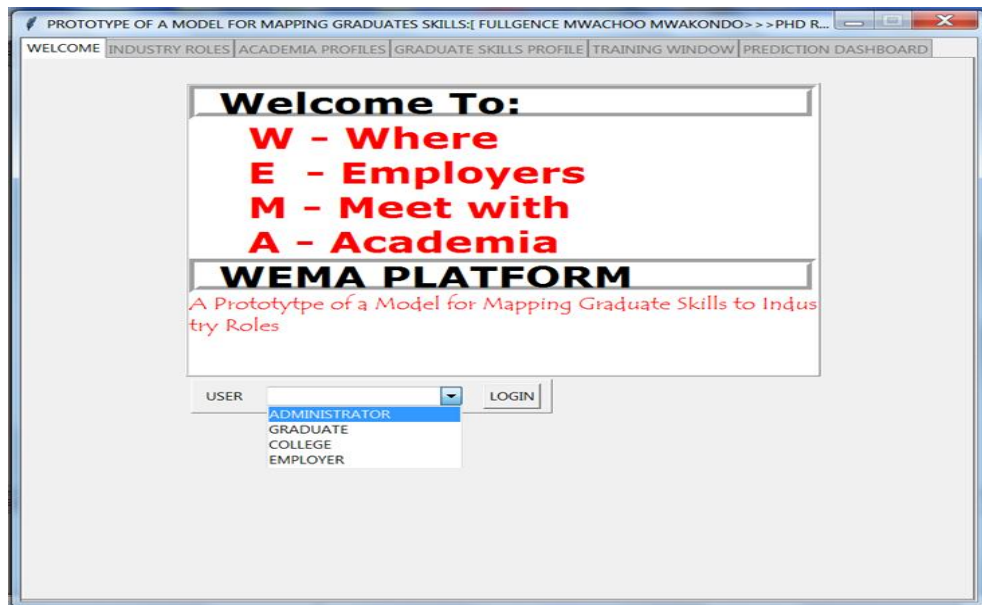 PROTOTYPE OF A MODEL FOR MAPPING GRADUATES SKILLS:[ FULLGENCE MWACHOO MWAKONDO>>>PHD R...
WELCOME INDUSTRY ROLES ACADEMIA PROFILES GRADUATE SKILLS PROFILE TRAINING WINDOW PREDICTION DASHBOARD
Welcome To:
W - Where
E - Employers
M - Meet with
A - Academia
WEMA PLATFORM
A Prototytpe of a Model for Mapping Graduate Skills to Indus
try Roles
USER LOGIN
ADMINISTRATOR
GRADUATE
COLLEGE
EMPLOYER